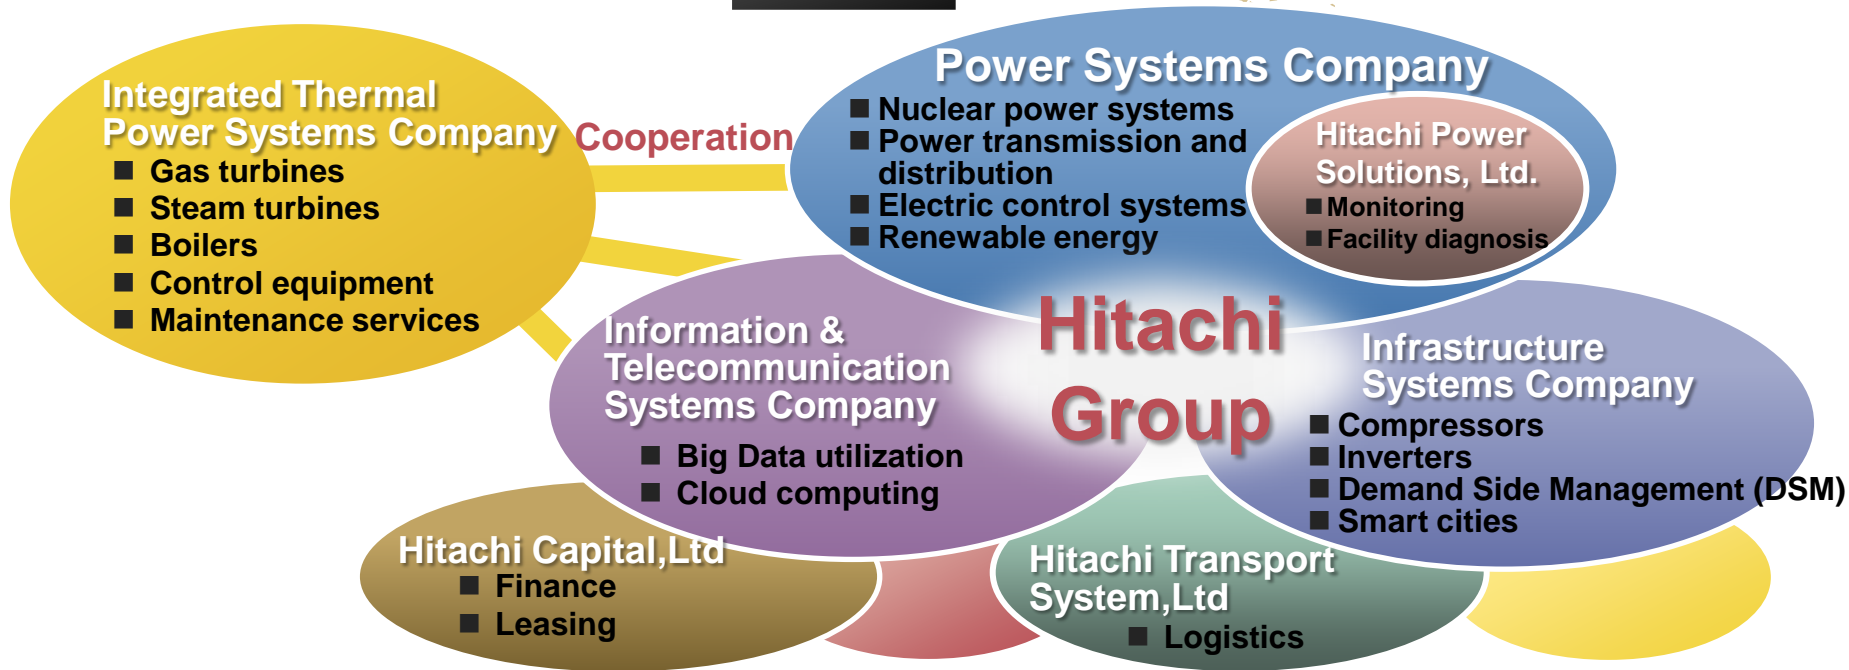 Integrated Thermal
Power Systems Company
■ Gas turbines
■ Steam turbines
■ Boilers
■ Control equipment
■ Maintenance services
Cooperation
Power Systems Company
■ Nuclear power systems
■ Power transmission and
distribution
■ Electric control systems
■ Renewable energy
Hitachi Power
Solutions, Ltd.
■ Monitoring
■ Facility diagnosis
Hitachi
Group
Information &
Telecommunication
Systems Company
■ Big Data utilization
■ Cloud computing
Infrastructure
Systems Company
■ Compressors
■ Inverters
■ Demand Side Management (DSM)
■ Smart cities
Hitachi Capital,Ltd
■ Finance
■ Leasing
Hitachi Transport
System,Ltd
■ Logistics